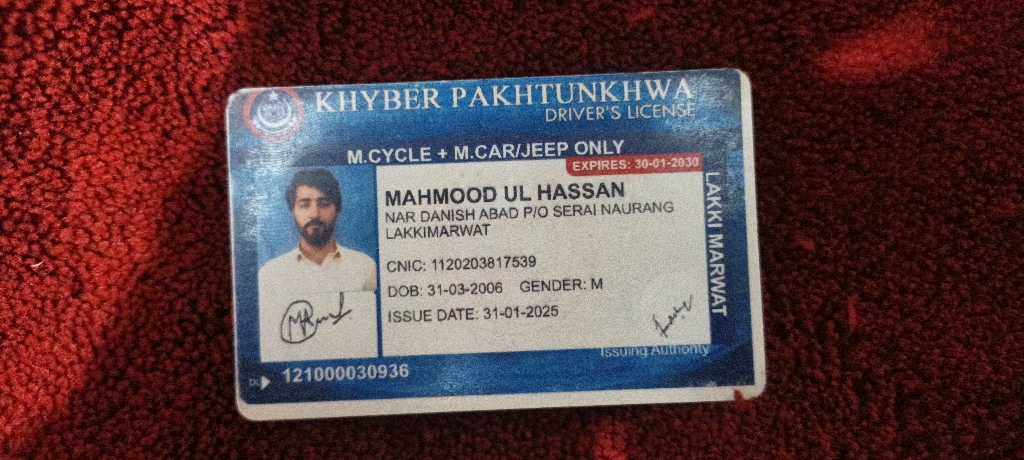 KHYBER PAKHTUNKHWA
DRIVER'S LICENSE
M.CYCLE + M.CAR/JEEP ONLY
EXPIRES: 30-01-2030
MAHMOOD UL HASSAN
NAR DANISH ABAD P/O SERAI NAURANG
LAKKIMARWAT
CNIC: 1120203817539
DOB: 31-03-2006 GENDER: M
ISSUE DATE: 31-01-2025
LAKKI MARWAT
Issuing Authority
121000030936